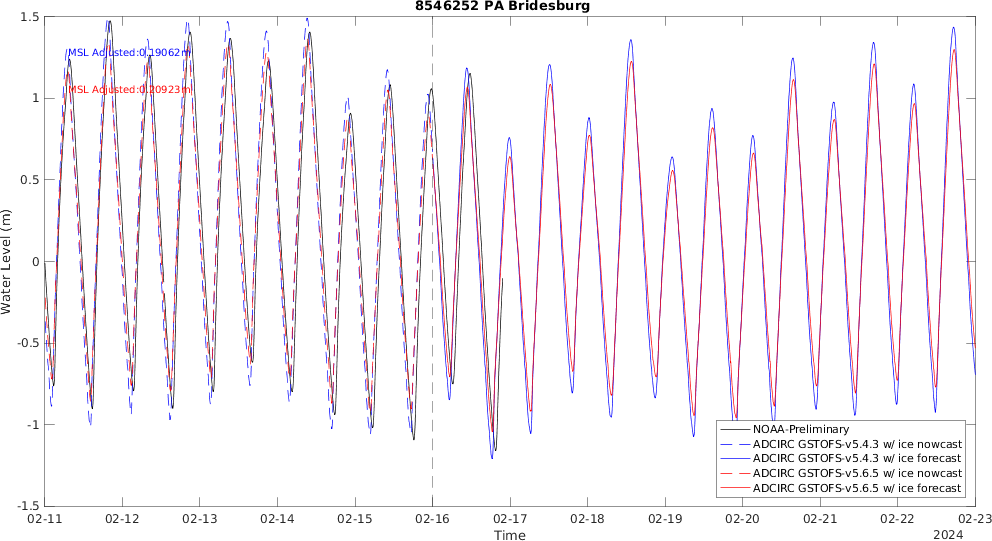 8546252 PA Bridesburg
MSL Adjusted:0.19062m
MSL Adjusted:0.20923m
Water Level (m)
1.5
1
0.5
0
-0.5
-1
-1.5
NOAA-Preliminary
ADCIRC GSTOFS-v5.4.3 w/ ice nowcast
ADCIRC GSTOFS-v5.4.3 w/ ice forecast
ADCIRC GSTOFS-v5.6.5 w/ ice nowcast
ADCIRC GSTOFS-v5.6.5 w/ ice forecast
02-11 02-12 02-13 02-14 02-15 02-16 02-17 02-18 02-19 02-20 02-21 02-22 02-23
Time
2024